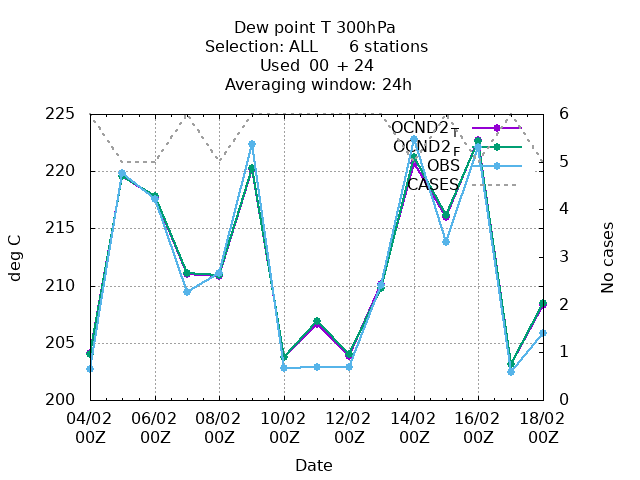 Dew point T 300hPa
Selection: ALL 6 stations
Used 00 + 24
Averaging window: 24h
225
220
215
210
205
200
deg C
6
5
4
3
2
1
0
No cases
OCND2_T
OCND2_F
OBS
CASES
04/02 06/02 08/02 10/02 12/02 14/02 16/02 18/02
00Z 00Z 00Z 00Z 00Z 00Z 00Z 00Z
Date